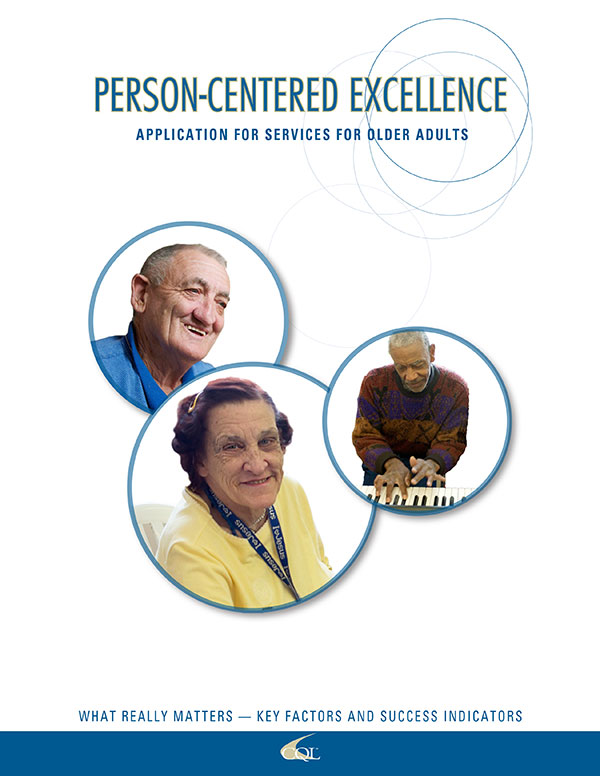 PERSON-CENTERED EXCELLENCE
APPLICATION FOR SERVICES FOR OLDER ADULTS
WHAT REALLY MATTERS — KEY FACTORS AND SUCCESS INDICATORS
CQL